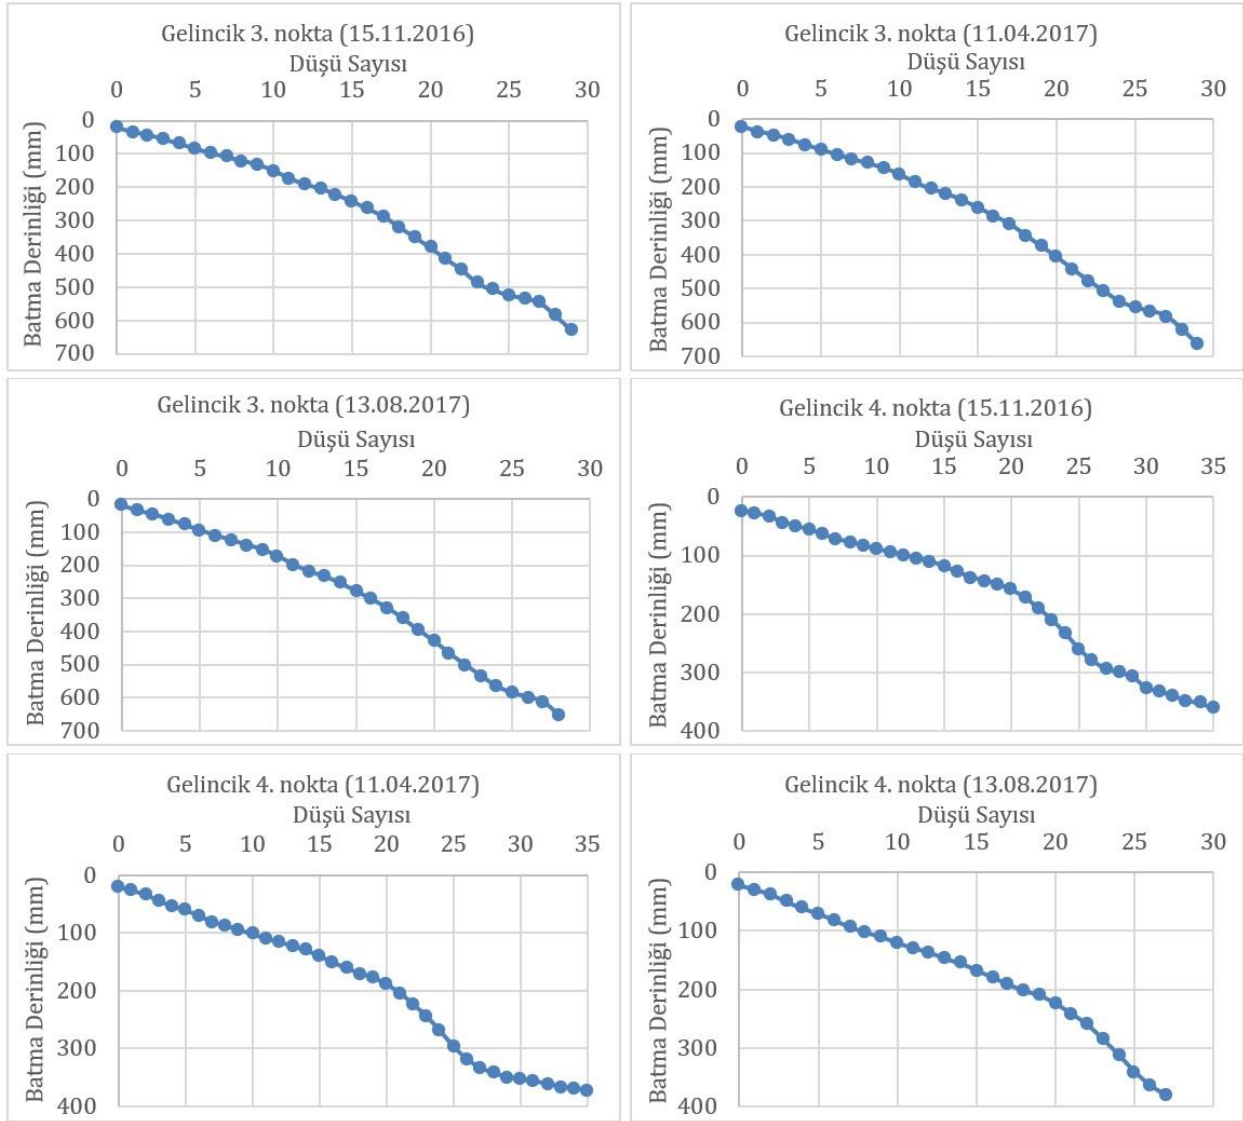 Gelincik 3. nokta (15.11.2016)
Düşü Sayısı
0 5 10 15 20 25 30
Batma Derinliği (mm)
0
100
200
300
400
500
600
700
Gelincik 3. nokta (11.04.2017)
Düşü Sayısı
0 5 10 15 20 25 30
Batma Derinliği (mm)
0
100
200
300
400
500
600
700
Gelincik 3. nokta (13.08.2017)
Düşü Sayısı
0 5 10 15 20 25 30
Batma Derinliği (mm)
0
100
200
300
400
500
600
700
Gelincik 4. nokta (15.11.2016)
Düşü Sayısı
0 5 10 15 20 25 30 35
Batma Derinliği (mm)
0
100
200
300
400
Gelincik 4. nokta (11.04.2017)
Düşü Sayısı
0 5 10 15 20 25 30 35
Batma Derinliği (mm)
0
100
200
300
400
Gelincik 4. nokta (13.08.2017)
Düşü Sayısı
0 5 10 15 20 25 30
Batma Derinliği (mm)
0
100
200
300
400